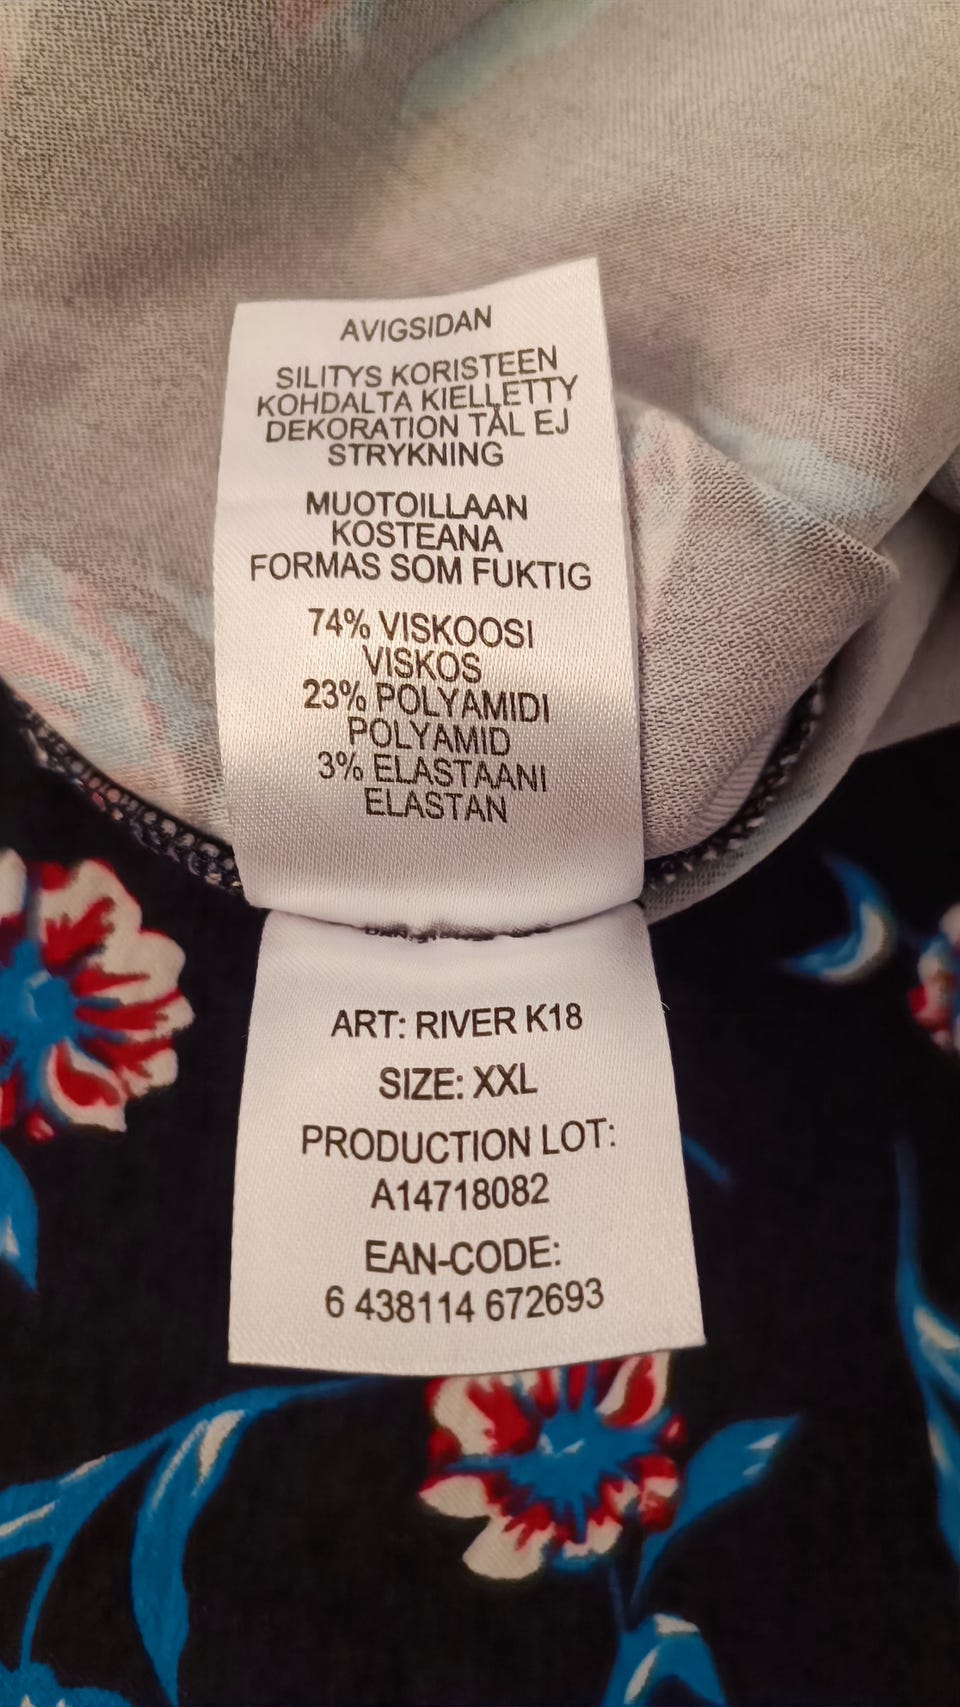 AVIGSIDAN
SILITYS KORISTEEN
KOHDALTA KIELLETTY
DEKORATION TÅL EJ
STRYKNING
MUOTOILLAAN
KOSTEANA
FORMAS SOM FUKTIG
74% VISKOOSI
VISKOS
23% POLYAMIDI
POLYAMID
3% ELASTAANI
ELASTAN
ART: RIVER K18
SIZE: XXL
PRODUCTION LOT:
A14718082
EAN-CODE:
6 438114 672693